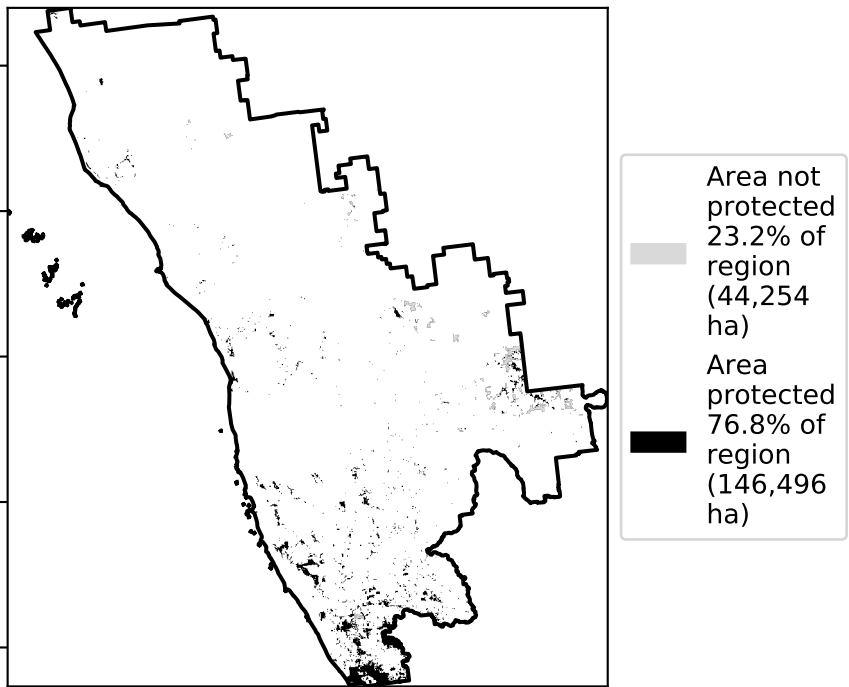 Area not
protected
23.2% of
region
(44,254
ha)
Area
protected
76.8% of
region
(146,496
ha)